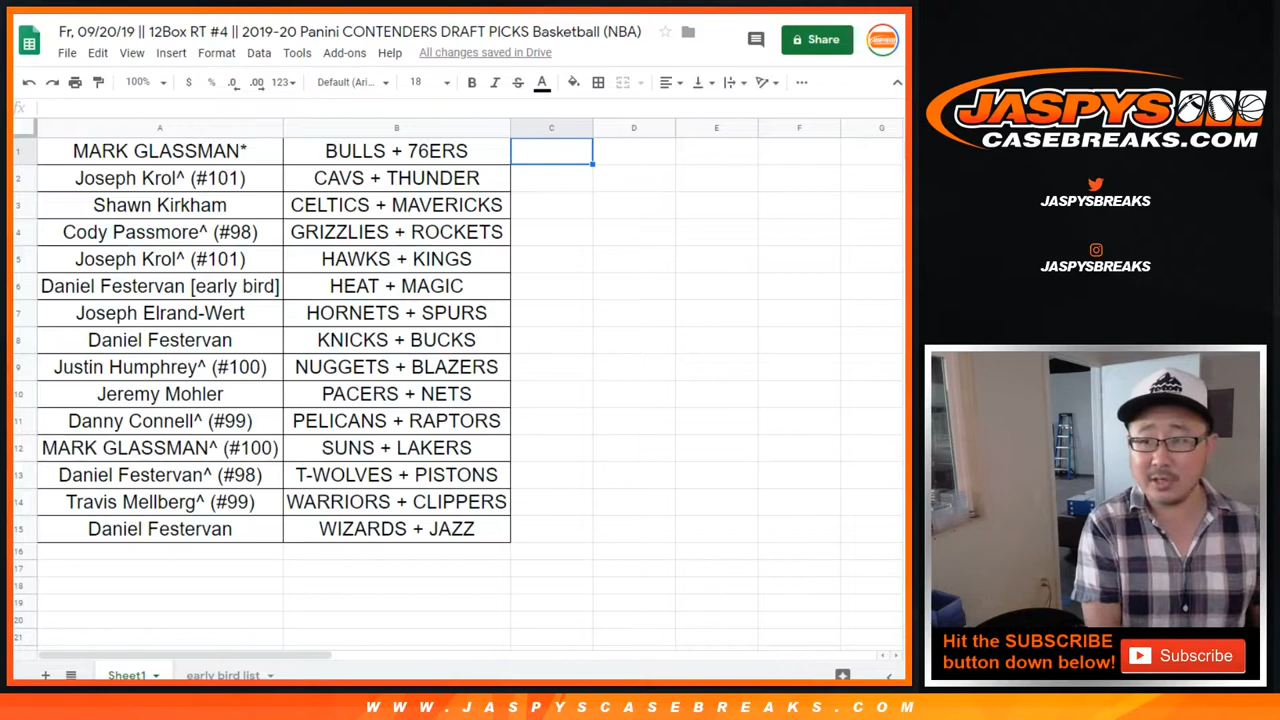 Fr, 09/20/19 || 12Box RT #4 || 2019-20 Panini CONTENDERS DRAFT PICKS Basketball (NBA)
File Edit View Insert Format Data Tools Add-ons Help All changes saved in Drive
Share
100% $ % .0 .00 123 Default (Ari... 18 B I S A
fx
A B C D E F G
1 MARK GLASSMAN* BULLS + 76ERS
2 Joseph Krol^ (#101) CAVS + THUNDER
3 Shawn Kirkham CELTICS + MAVERICKS
4 Cody Passmore^ (#98) GRIZZLIES + ROCKETS
5 Joseph Krol^ (#101) HAWKS + KINGS
6 Daniel Festervan [early bird] HEAT + MAGIC
7 Joseph Elrand-Wert HORNETS + SPURS
8 Daniel Festervan KNICKS + BUCKS
9 Justin Humphrey^ (#100) NUGGETS + BLAZERS
10 Jeremy Mohler PACERS + NETS
11 Danny Connell^ (#99) PELICANS + RAPTORS
12 MARK GLASSMAN^ (#100) SUNS + LAKERS
13 Daniel Festervan^ (#98) T-WOLVES + PISTONS
14 Travis Mellberg^ (#99) WARRIORS + CLIPPERS
15 Daniel Festervan WIZARDS + JAZZ
16
17
18
19
20
21
Sheet1 early bird list
JASPYS
CASEBREAKS.COM
JASPYSBREAKS
JASPYSBREAKS
Hit the SUBSCRIBE
button down below!
Subscribe
WWW.JASPYSCASEBREAKS.COM